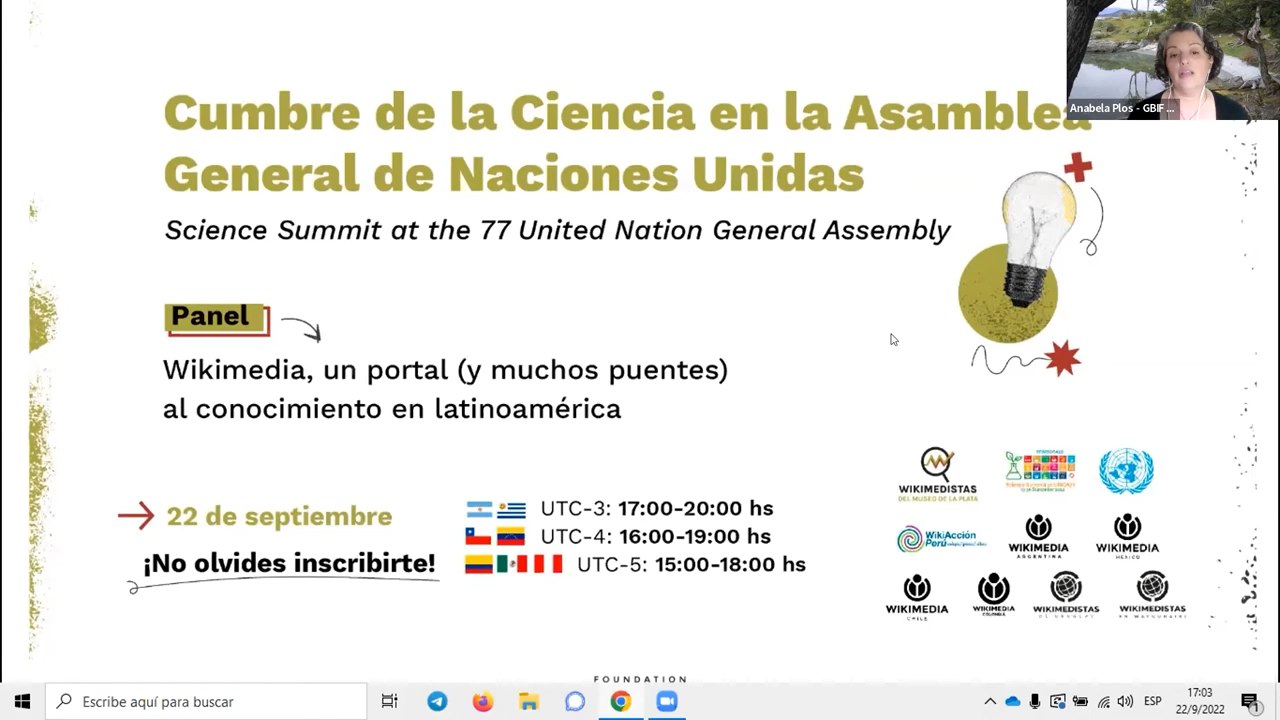 Cumbre de la Ciencia en la Asamblea
General de Naciones Unidas
Science Summit at the 77 United Nation General Assembly
Anabela Plos - GBIF ...
Panel
Wikimedia, un portal (y muchos puentes)
al conocimiento en latinoamérica
22 de septiembre
¡No olvides inscribirte!
UTC-3: 17:00-20:00 hs
UTC-4: 16:00-19:00 hs
UTC-5: 15:00-18:00 hs
WIKIMEDISTAS
DEL MUSEO DE LA PLATA
WikiAcción
Perú
WIKIMEDIA
ARGENTINA
WIKIMEDIA
MÉXICO
WIKIMEDIA
CHILE
WIKIMEDIA
COLOMBIA
WIKIMEDISTAS
DE URUGUAY
WIKIMEDISTAS
FOUNDATION
Escribe aquí para buscar
ESP
17:03
22/9/2022
1